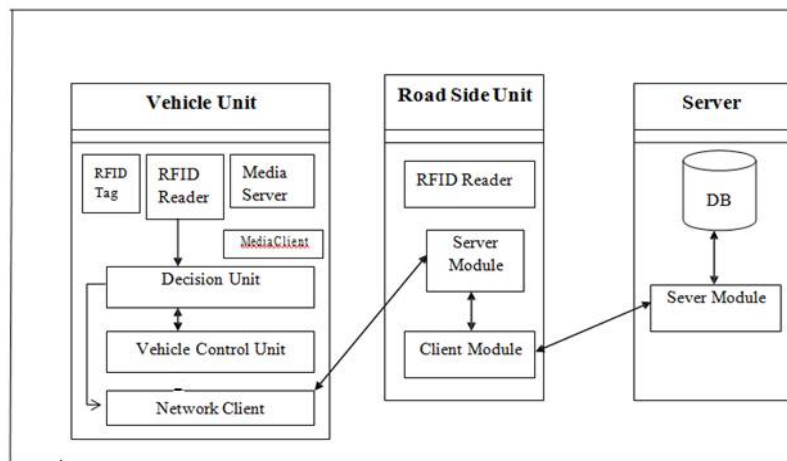 Vehicle Unit
RFID
Tag
RFID
Reader
Media
Server
MediaClient
Decision Unit
Vehicle Control Unit
Network Client
Road Side Unit
RFID Reader
Server
Module
Client Module
Server
DB
Sever Module